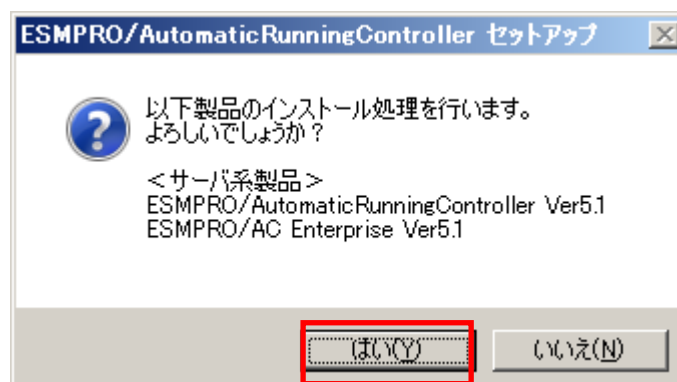 ESMPRO/AutomaticRunningController セットアップ
以下製品のインストール処理を行います。
よろしいでしょうか?
<サーバ系製品>
ESMPRO/AutomaticRunningController Ver5.1
ESMPRO/AC Enterprise Ver5.1
はい(Y) いいえ(N)